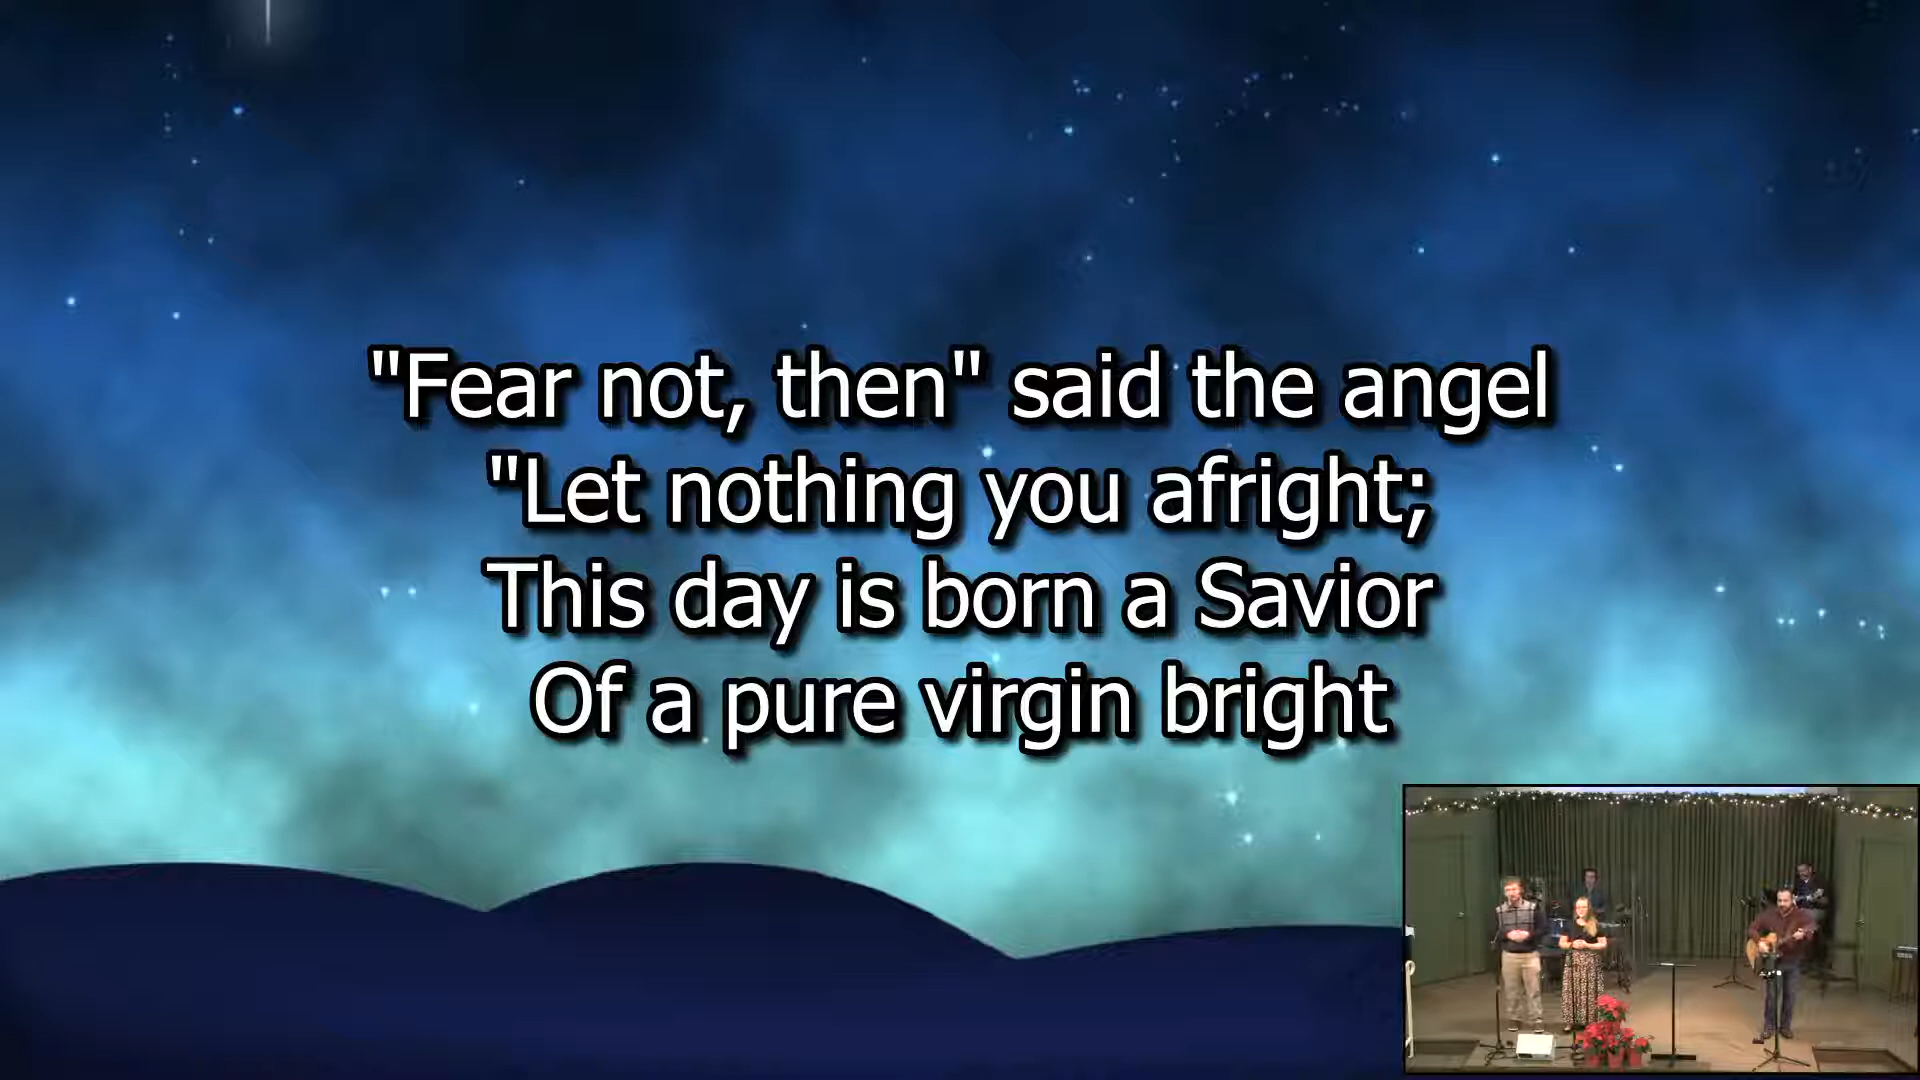 "Fear not, then" said the angel
"Let nothing you afright;
This day is born a Savior
Of a pure virgin bright